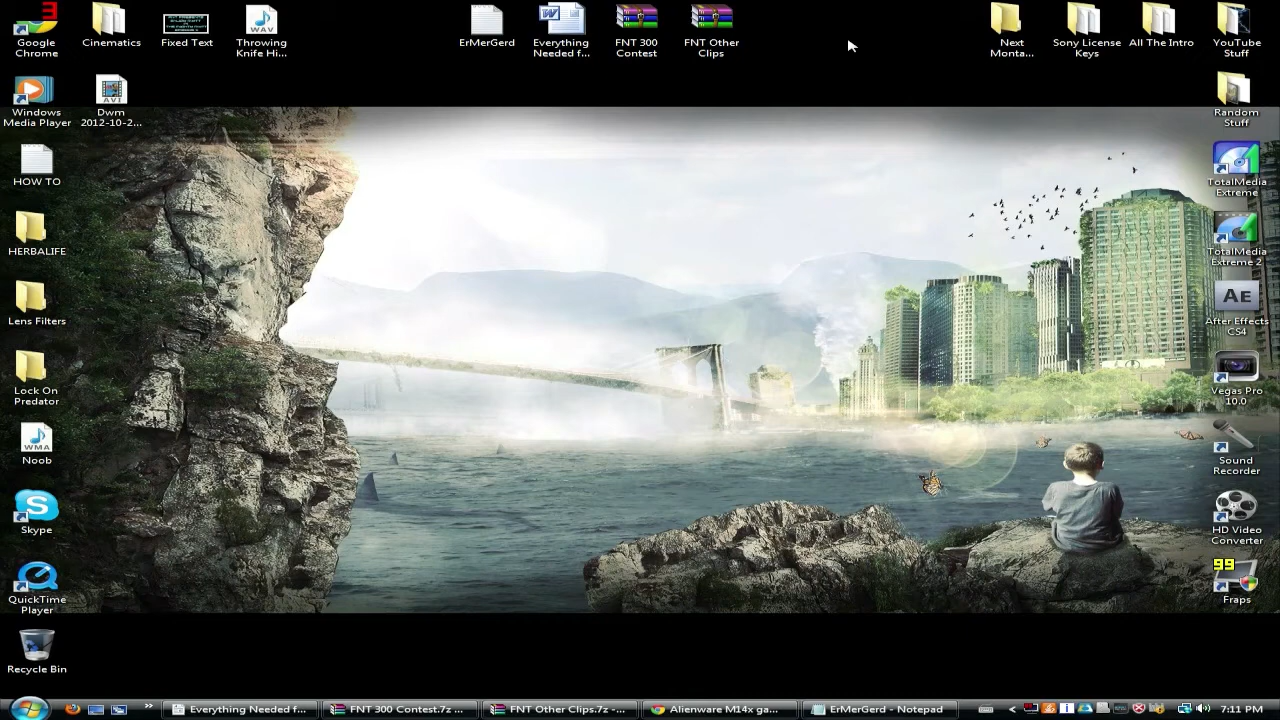 3
Google
Chrome
Cinematics
Fixed Text
WAV
Throwing
Knife Hi...
ErMerGerd
Everything
Needed f...
FNT 300
Contest
FNT Other
Clips
Next
Monta...
Sony License
Keys
All The Intro
YouTube
Stuff
Windows
Media Player
AVI
Dwm
2012-10-2...
Random
Stuff
HOW TO
TotalMedia
Extreme
HERBALIFE
TotalMedia
Extreme 2
Lens Filters
AE
After Effects
CS4
Lock On
Predator
Vegas Pro
10.0
WMA
Noob
Sound
Recorder
Skype
HD Video
Converter
QuickTime
Player
99
Fraps
Recycle Bin
Everything Needed f...
FNT 300 Contest.7z ...
FNT Other Clips.7z -...
Alienware M14x ga...
ErMerGerd - Notepad
7:11 PM